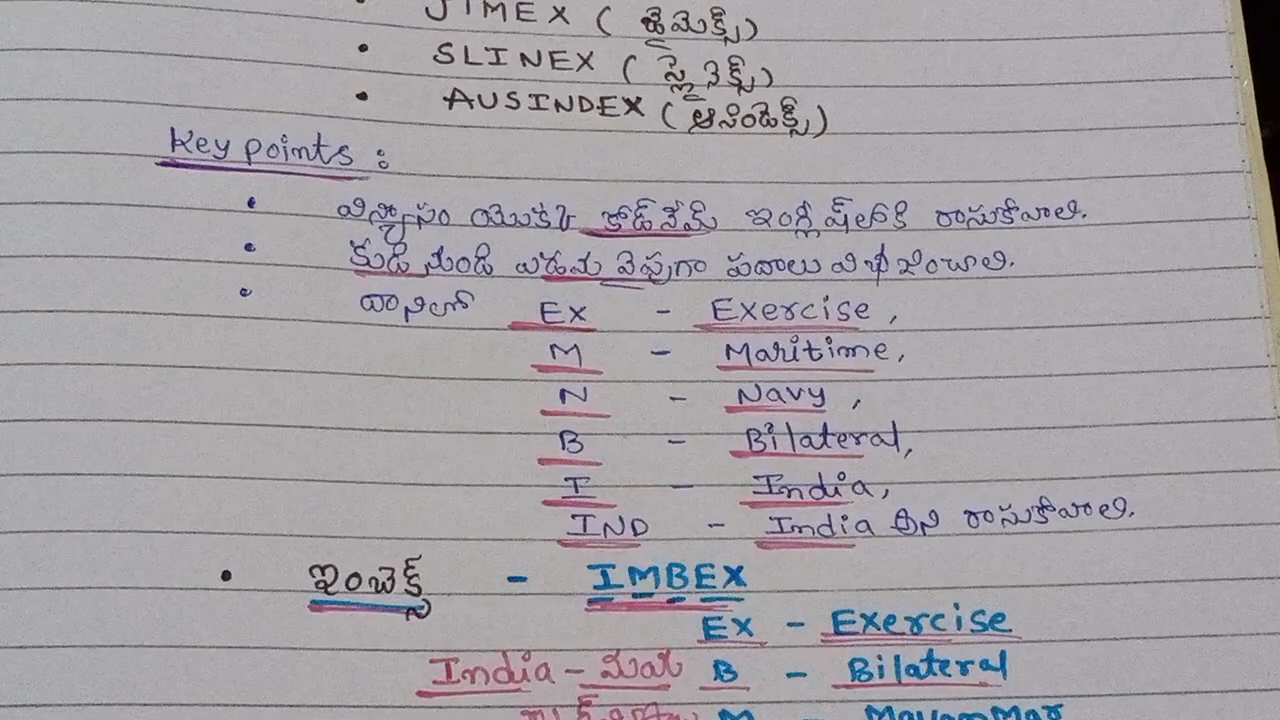 JIMEX (జైమెక్స్)
• SLINEX (స్లైనెక్స్)
• AUSINDEX (ఆసిండెక్స్)
Key points :
• విన్యాసం యొక్క కోడ్ నేమ్ ఇంగ్లీష్‌లోకి రాసుకోవాలి.
• కుడి నుండి ఎడమ వైపుగా పదాలు విభజించాలి.
• దానిలో EX - Exercise,
M - Maritime,
N - Navy,
B - Bilateral,
I - India,
IND - India అని రాసుకోవాలి.
• ఇంబెక్స్ - IMBEX
EX - Exercise
India - B - Bilateral
M - Mayanmar